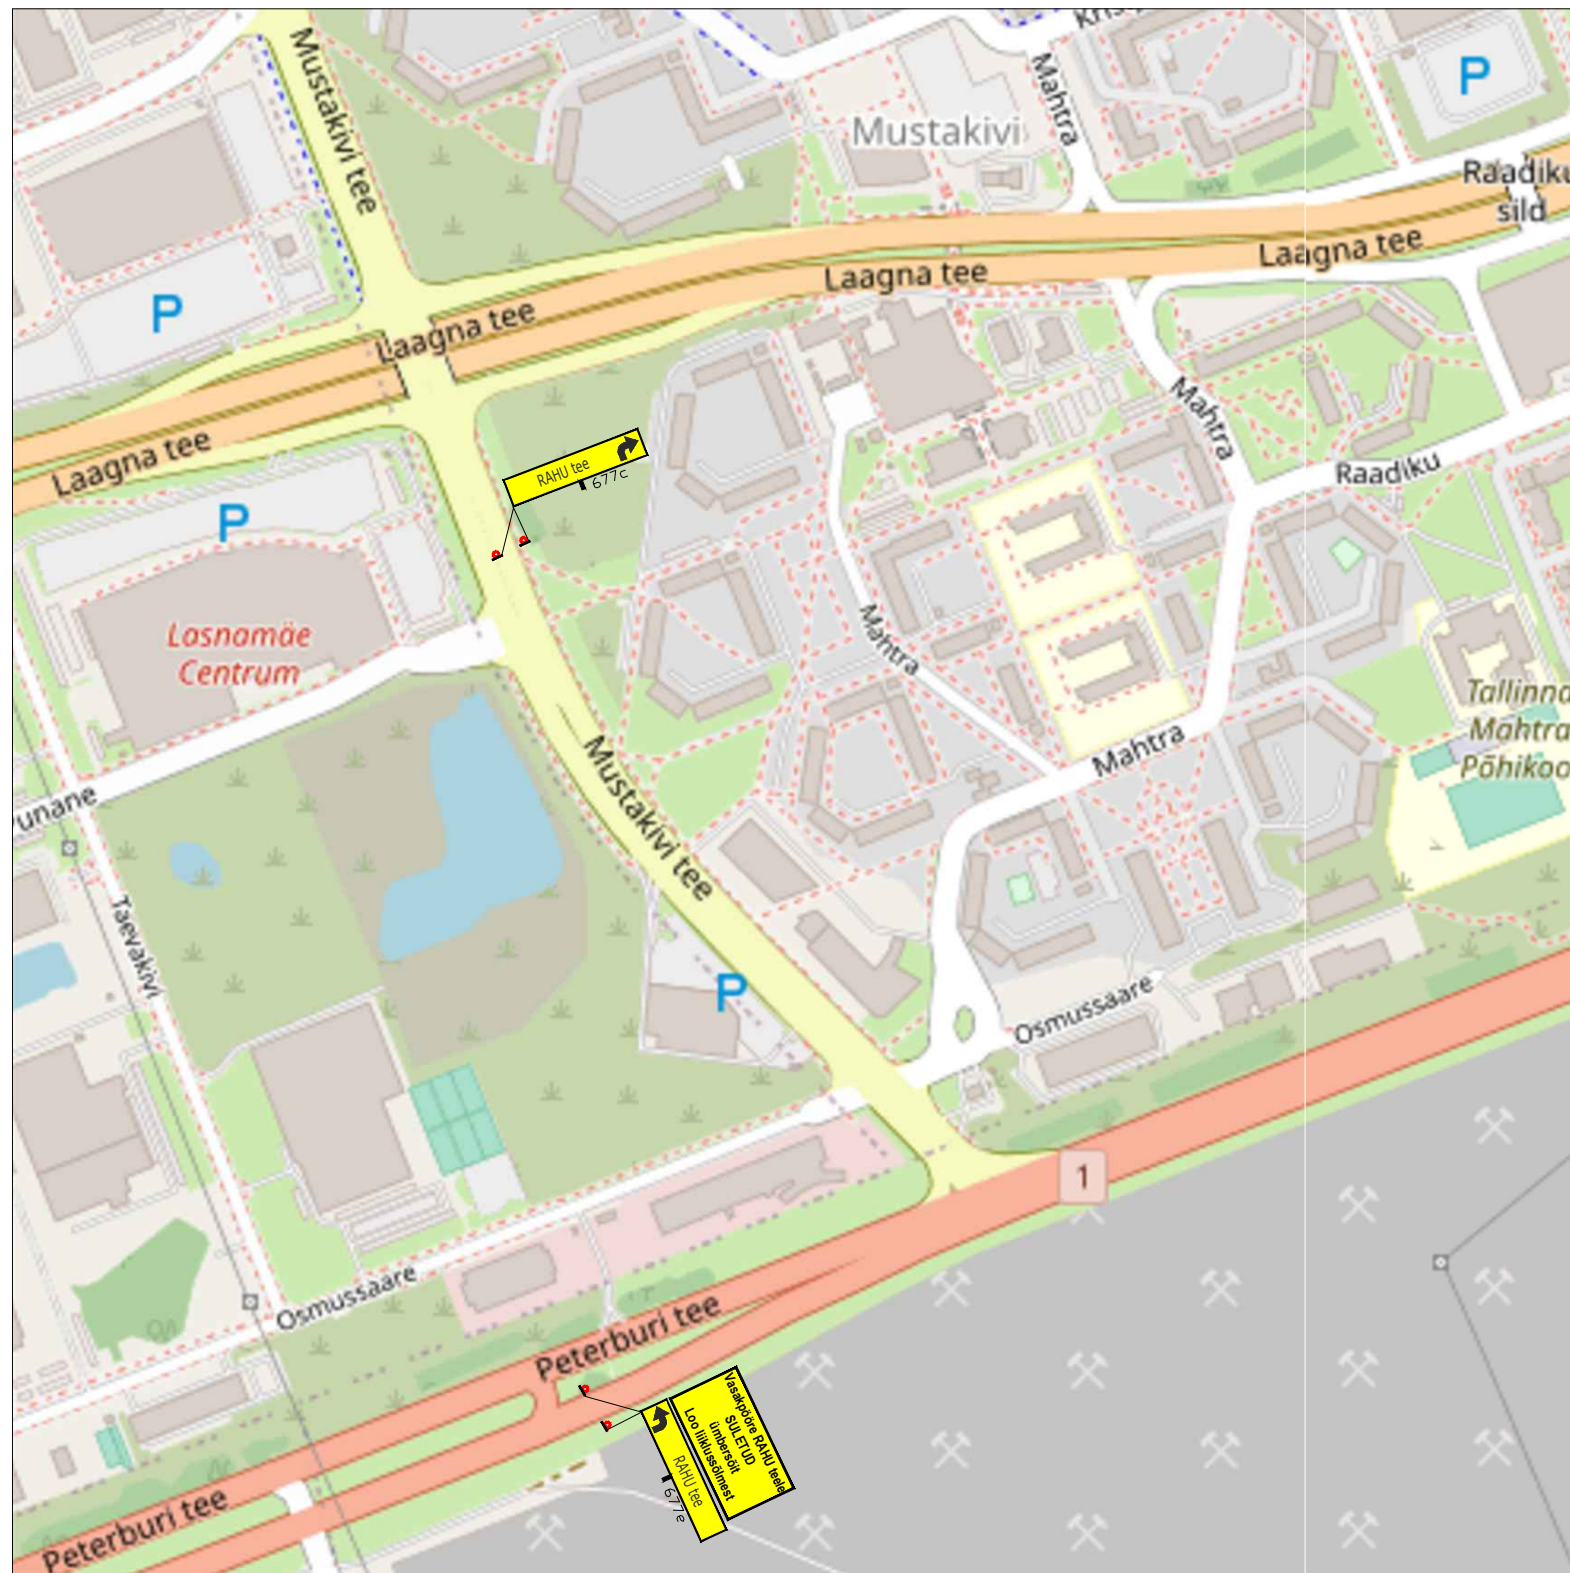 Kris
Mustakivi tee
Mahtra
P
Mustakivi
Raadiku
sild
Laagna tee
Laagna tee
P
Laagna tee
Mahtra
Laagna tee
RAHU tee
677c
Raadiku
P
Lasnamäe
Centrum
Mahtra
Tallinna
Mahtra
Põhikoo
Mahtra
Mustakivi tee
unane
Taevakivi
P
Osmussaare
1
Osmussaare
Peterburi tee
Vasakpööre RAHU teele
SULETUD
ümbersõit
Loo liiklussõlmest
RAHU tee
677e
Peterburi tee